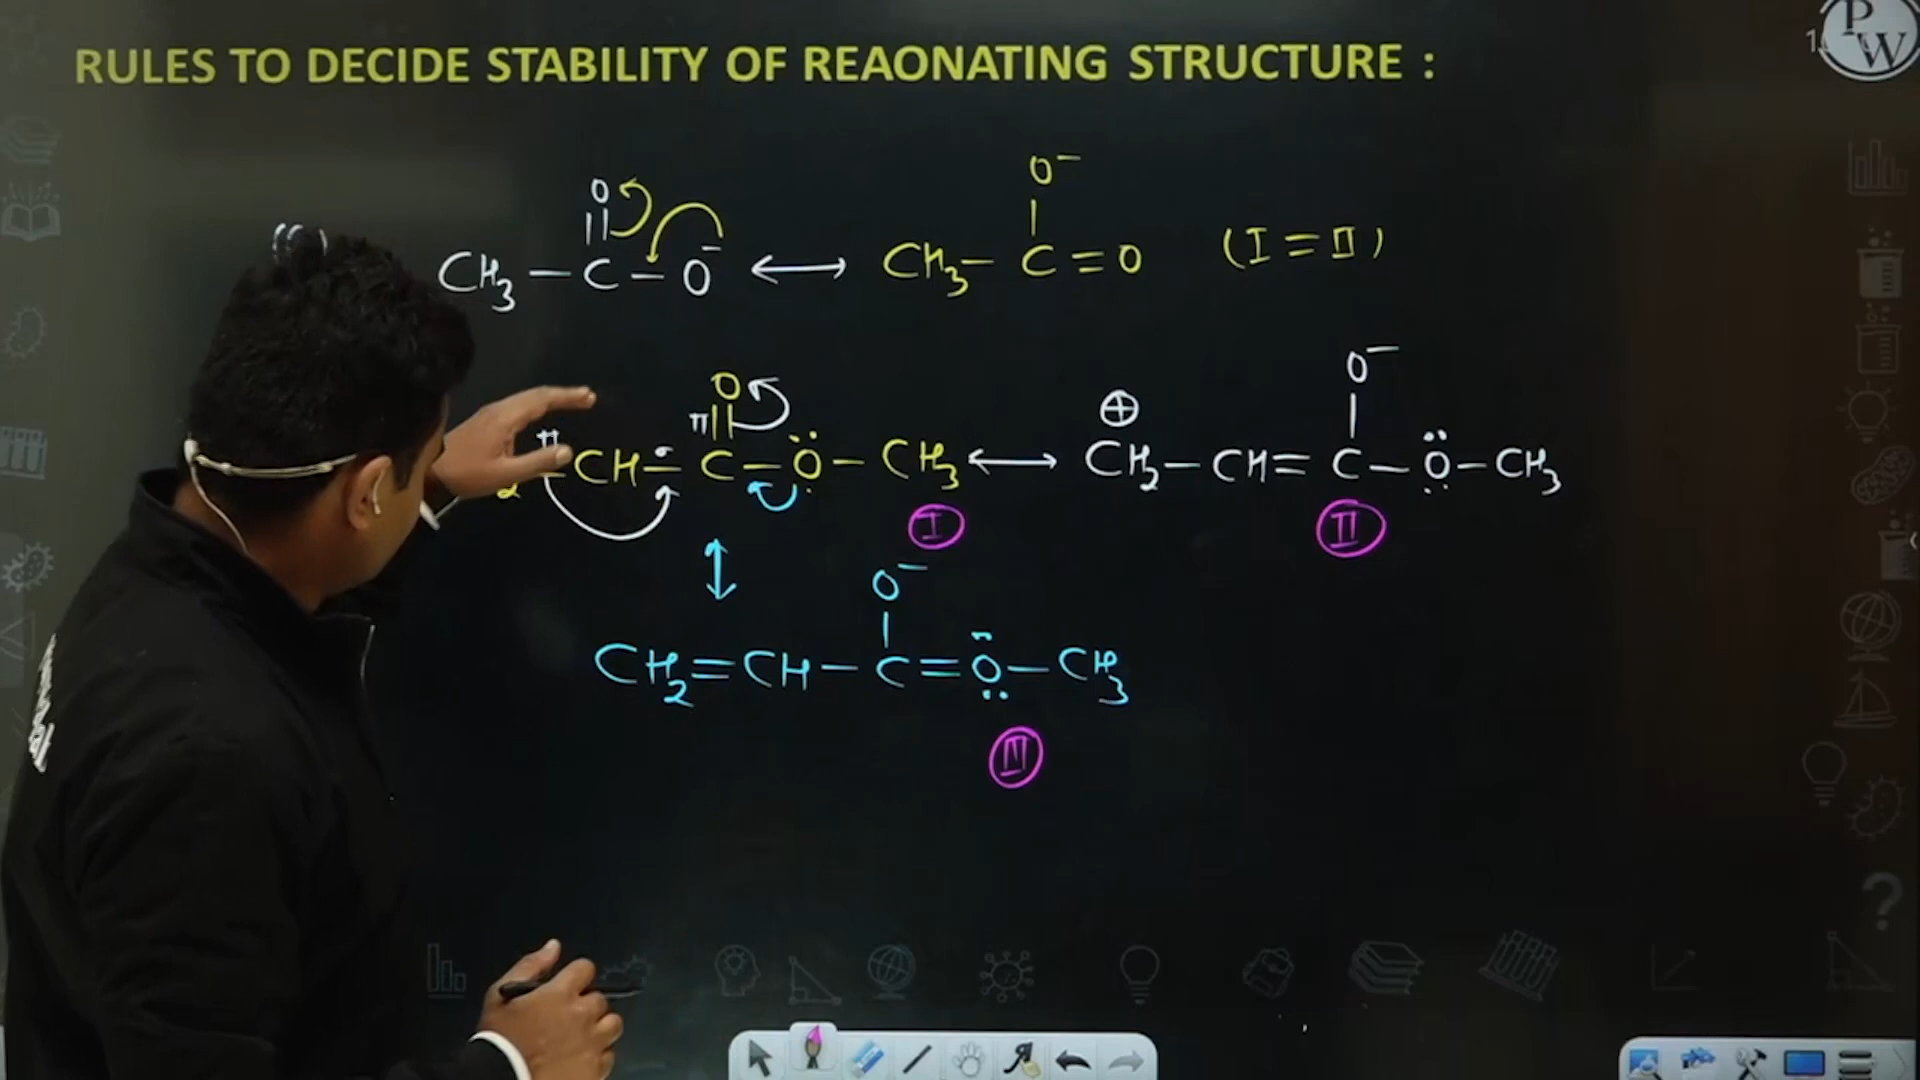 RULES TO DECIDE STABILITY OF REAONATING STRUCTURE :
PW
O
CH3 — C — O⁻ ⟷ CH3 — C = O (I = II)
O⁻
O
π π
CH — C — Ö — CH3 ⟷ CH2 — CH = C — Ö — CH3
⊕
O⁻
I
II
O⁻
CH2 = CH — C = Ö — CH3
III